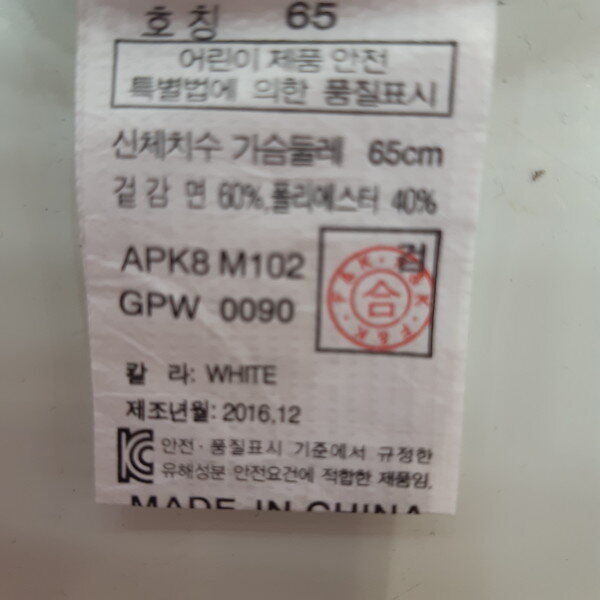 호칭 65
어린이 제품 안전
특별법에 의한 품질표시
신체치수 가슴둘레 65cm
겉감 면 60%,폴리에스터 40%
APK8 M102
GPW 0090
검
합
F&K · F&K · F&K
칼 라: WHITE
제조년월: 2016.12
안전·품질표시 기준에서 규정한
유해성분 안전요건에 적합한 제품임.
MADE IN CHINA